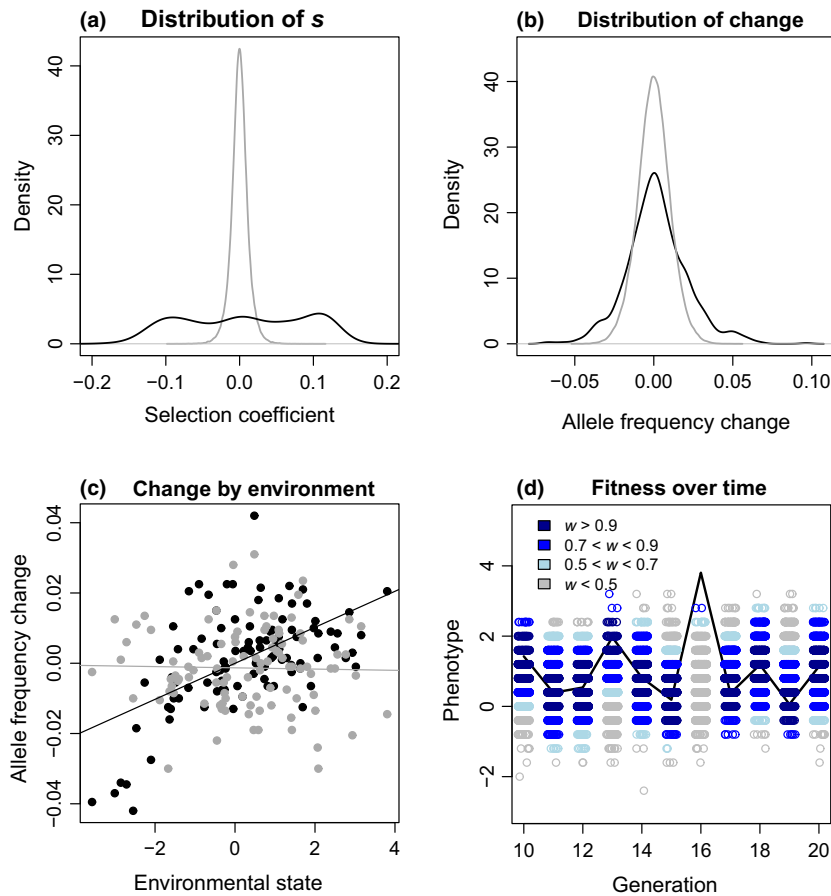 (a) Distribution of s
Density
0 10 20 30 40
−0.2 −0.1 0.0 0.1 0.2
Selection coefficient
(b) Distribution of change
Density
0 10 20 30 40
−0.05 0.00 0.05 0.10
Allele frequency change
(c) Change by environment
Allele frequency change
−0.04 −0.02 0.00 0.02 0.04
−2 0 2 4
Environmental state
(d) Fitness over time
w > 0.9
0.7 < w < 0.9
0.5 < w < 0.7
w < 0.5
Phenotype
−2 0 2 4
10 12 14 16 18 20
Generation